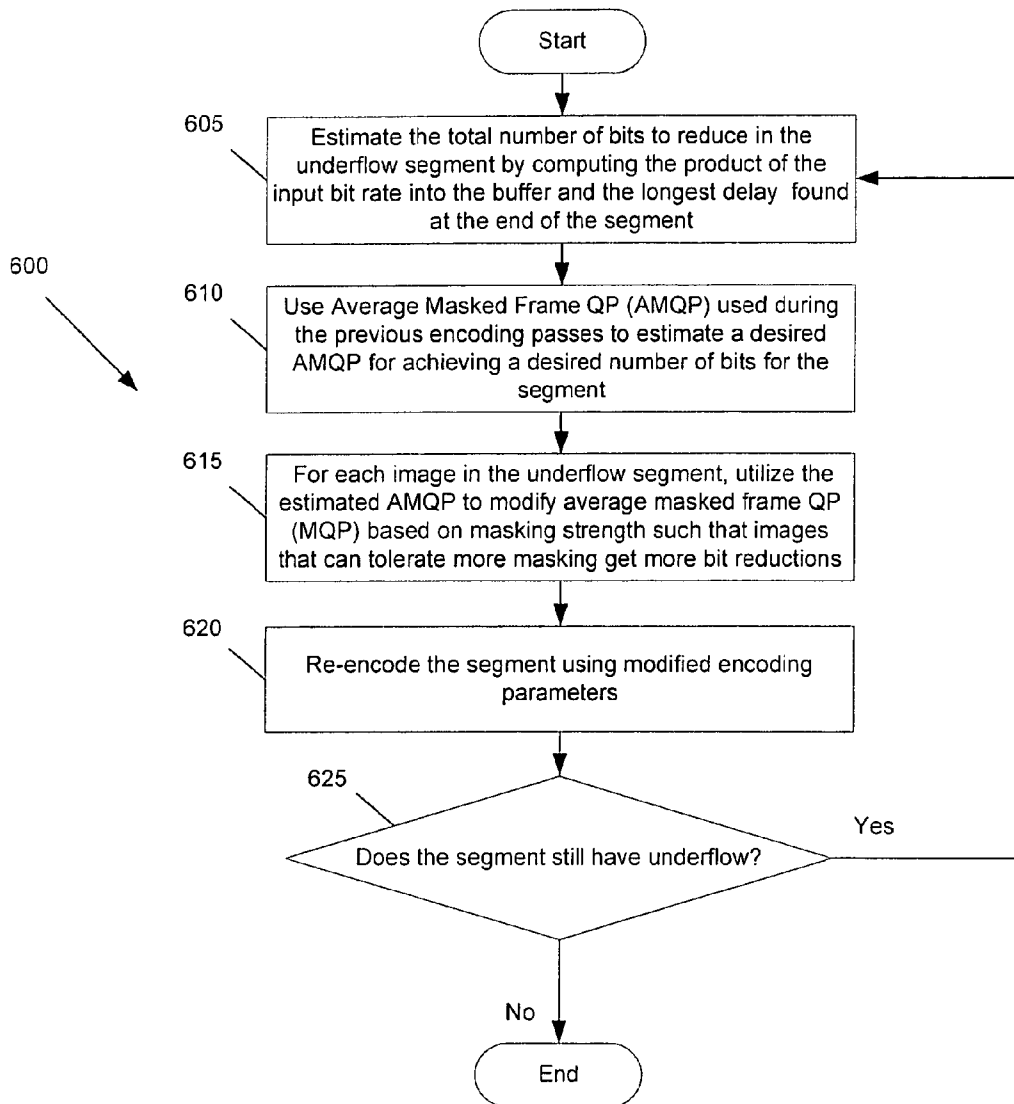 Start
605
Estimate the total number of bits to reduce in the
underflow segment by computing the product of the
input bit rate into the buffer and the longest delay found
at the end of the segment
600
610
Use Average Masked Frame QP (AMQP) used during
the previous encoding passes to estimate a desired
AMQP for achieving a desired number of bits for the
segment
615
For each image in the underflow segment, utilize the
estimated AMQP to modify average masked frame QP
(MQP) based on masking strength such that images
that can tolerate more masking get more bit reductions
620
Re-encode the segment using modified encoding
parameters
625
Does the segment still have underflow?
Yes
No
End